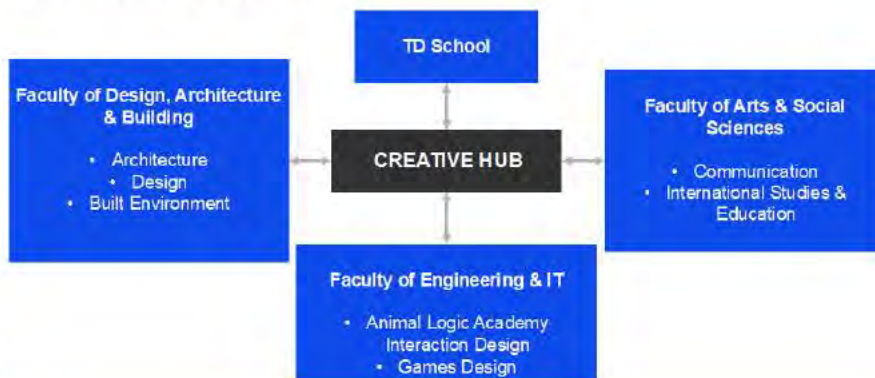 TD School
Faculty of Design, Architecture
& Building
• Architecture
• Design
• Built Environment
CREATIVE HUB
Faculty of Arts & Social
Sciences
• Communication
• International Studies &
Education
Faculty of Engineering & IT
• Animal Logic Academy
Interaction Design
• Games Design